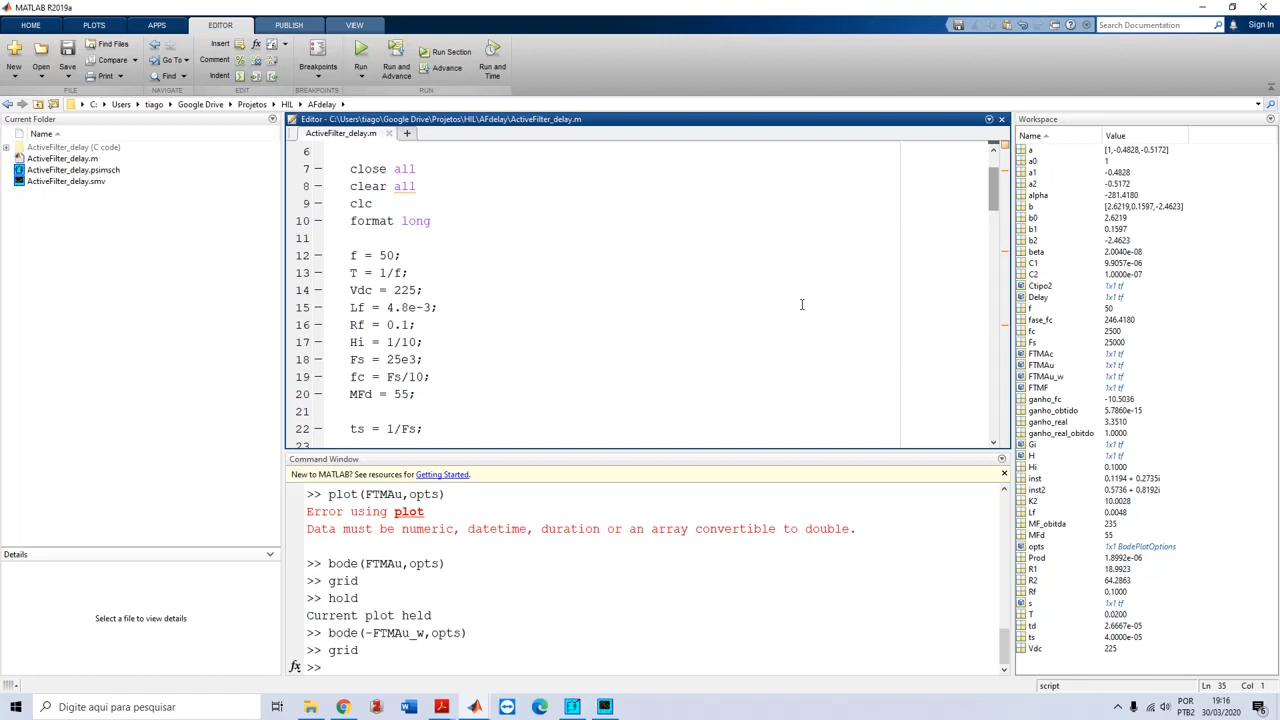 MATLAB R2019a
HOME
PLOTS
APPS
EDITOR
PUBLISH
VIEW
Search Documentation
Sign In
New
Open
Save
Find Files
Compare
Print
Go To
Find
Insert
Comment
Indent
fx
Breakpoints
Run
Run and Advance
Run Section
Advance
Run and Time
FILE
NAVIGATE
EDIT
BREAKPOINTS
RUN
C: Users tiago Google Drive Projetos HIL AFdelay
Current Folder
Name
ActiveFilter_delay (C code)
ActiveFilter_delay.m
ActiveFilter_delay.psimsch
ActiveFilter_delay.smv
Details
Select a file to view details
Editor - C:\Users\tiago\Google Drive\Projetos\HIL\AFdelay\ActiveFilter_delay.m
ActiveFilter_delay.m
6
7 close all
8 clear all
9 clc
10 format long
11
12 f = 50;
13 T = 1/f;
14 Vdc = 225;
15 Lf = 4.8e-3;
16 Rf = 0.1;
17 Hi = 1/10;
18 Fs = 25e3;
19 fc = Fs/10;
20 MFd = 55;
21
22 ts = 1/Fs;
23
Command Window
New to MATLAB? See resources for Getting Started.
>> plot(FTMAu,opts)
Error using plot
Data must be numeric, datetime, duration or an array convertible to double.
>> bode(FTMAu,opts)
>> grid
>> hold
Current plot held
>> bode(-FTMAu_w,opts)
>> grid
fx >>
Workspace
Name Value
a [1,-0.4828,-0.5172]
a0 1
a1 -0.4828
a2 -0.5172
alpha -281.4180
b [2.6219,0.1597,-2.4623]
b0 2.6219
b1 0.1597
b2 -2.4623
beta 2.0040e-08
C1 9.9057e-06
C2 1.0000e-07
Ctipo2 1x1 tf
Delay 1x1 tf
f 50
fase_fc 246.4180
fc 2500
Fs 25000
FTMAc 1x1 tf
FTMAu 1x1 tf
FTMAu_w 1x1 tf
FTMF 1x1 tf
ganho_fc -10.5036
ganho_obtido 5.7860e-15
ganho_real 3.3510
ganho_real_obitdo 1.0000
Gi 1x1 tf
H 1x1 tf
Hi 0.1000
inst 0.1194 + 0.2735i
inst2 0.5736 + 0.8192i
K2 10.0028
Lf 0.0048
MF_obitda 235
MFd 55
opts 1x1 BodePlotOptions
Prod 1.8992e-06
R1 18.9923
R2 64.2863
Rf 0.1000
s 1x1 tf
T 0.0200
td 2.6667e-05
ts 4.0000e-05
Vdc 225
script
Ln 35 Col 1
Digite aqui para pesquisar
POR
PTB2
19:16
30/03/2020